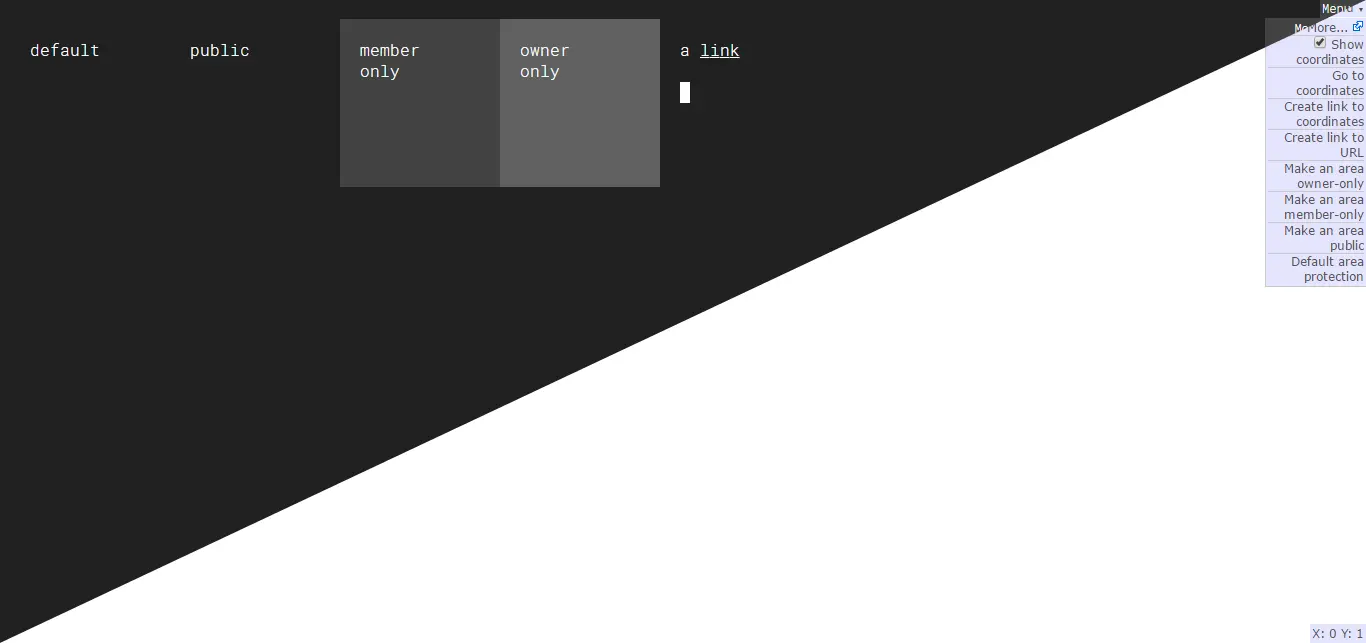 Menu ▾
default public member owner a link
only only
More...
Show
coordinates
Go to
coordinates
Create link to
coordinates
Create link to
URL
Make an area
owner-only
Make an area
member-only
Make an area
public
Default area
protection
X: 0 Y: 1